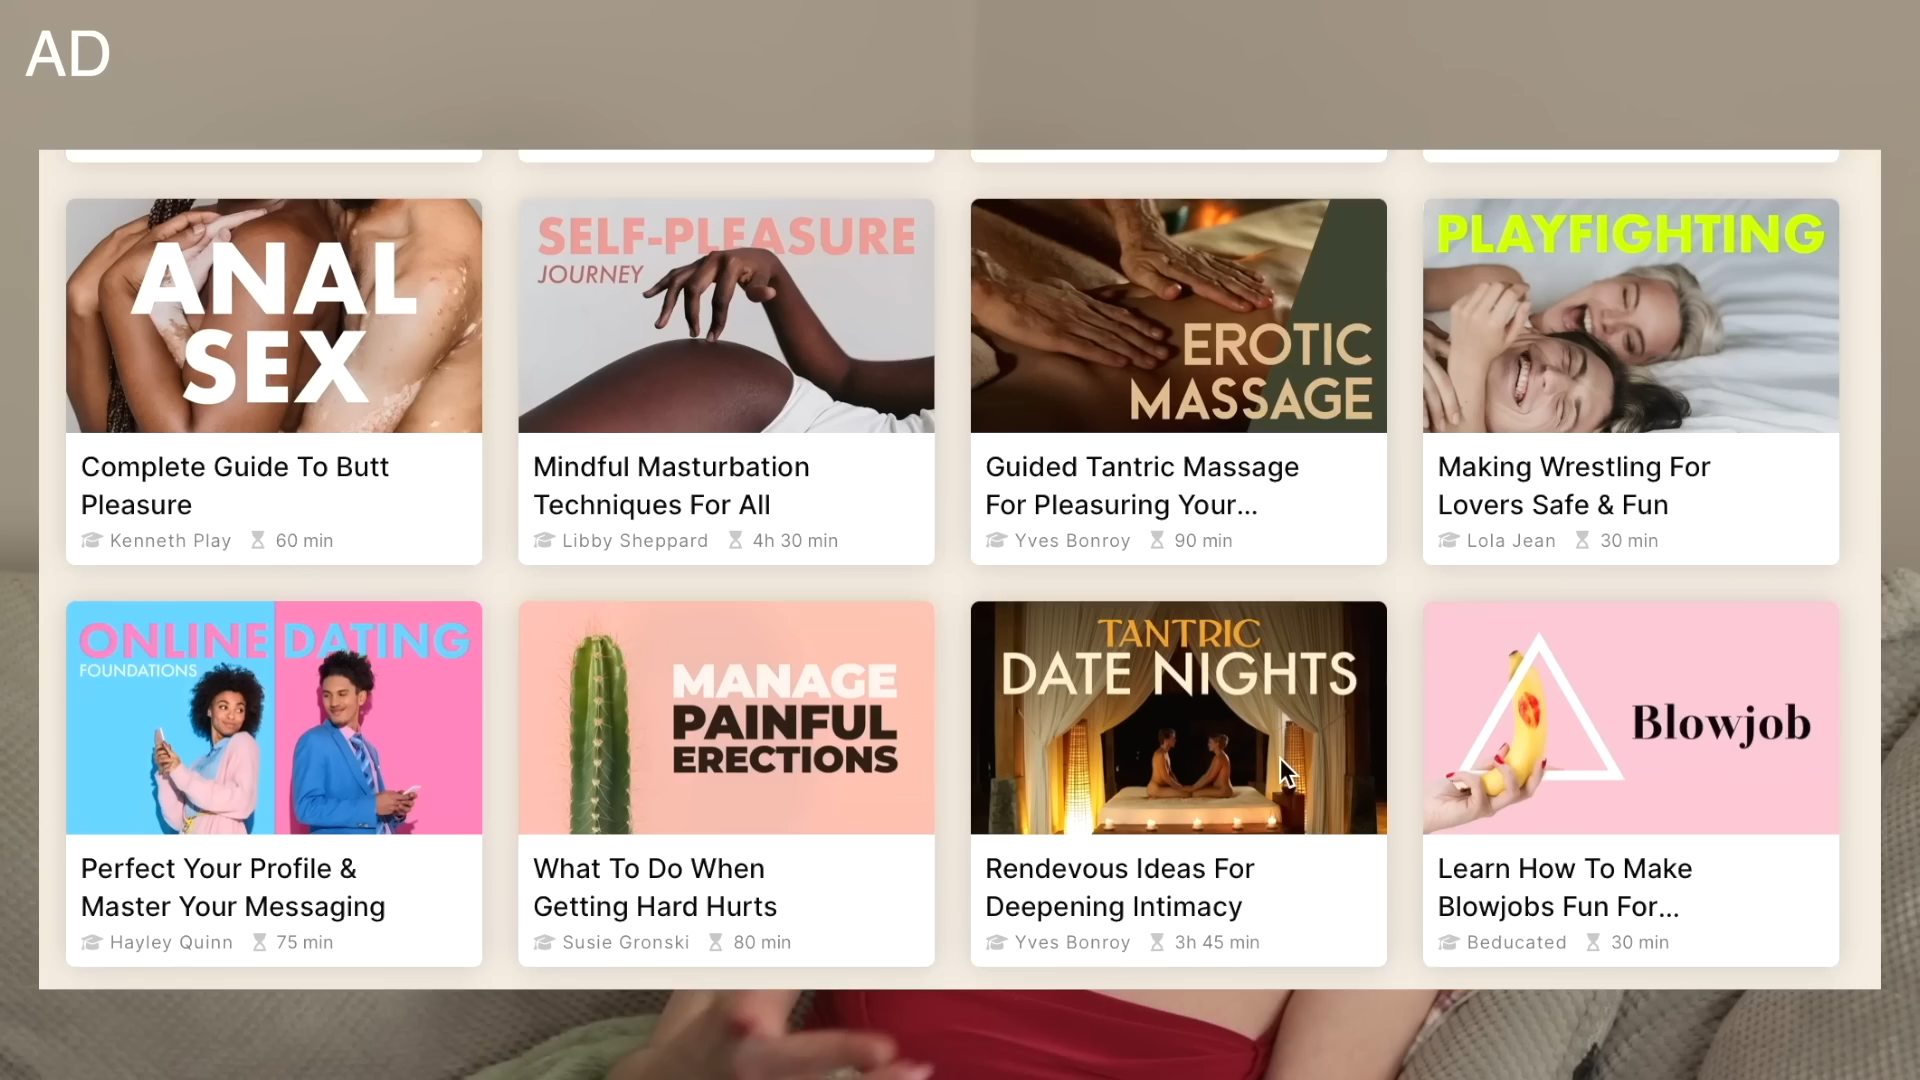 AD
ANAL
SEX
Complete Guide To Butt
Pleasure
Kenneth Play 60 min
SELF-PLEASURE
JOURNEY
Mindful Masturbation
Techniques For All
Libby Sheppard 4h 30 min
EROTIC
MASSAGE
Guided Tantric Massage
For Pleasuring Your...
Yves Bonroy 90 min
PLAYFIGHTING
Making Wrestling For
Lovers Safe & Fun
Lola Jean 30 min
ONLINE DATING
FOUNDATIONS
Perfect Your Profile &
Master Your Messaging
Hayley Quinn 75 min
MANAGE
PAINFUL
ERECTIONS
What To Do When
Getting Hard Hurts
Susie Gronski 80 min
TANTRIC
DATE NIGHTS
Rendevous Ideas For
Deepening Intimacy
Yves Bonroy 3h 45 min
Blowjob
Learn How To Make
Blowjobs Fun For...
Beducated 30 min